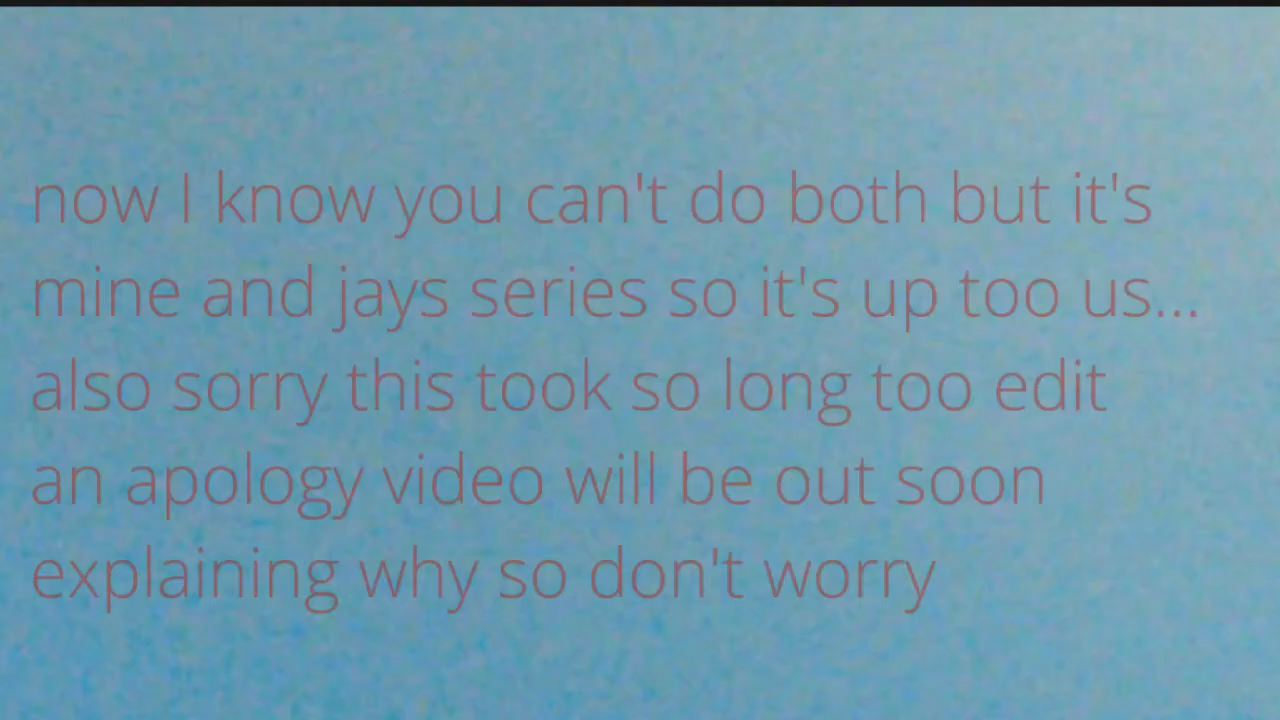 now I know you can't do both but it's
mine and jays series so it's up too us...
also sorry this took so long too edit
an apology video will be out soon
explaining why so don't worry